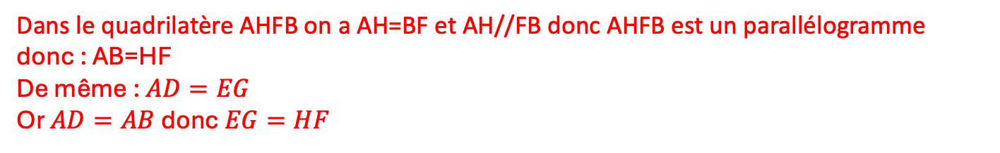 Dans le quadrilatère AHFB on a AH=BF et AH//FB donc AHFB est un parallélogramme
donc : AB=HF
De même : AD = EG
Or AD = AB donc EG = HF